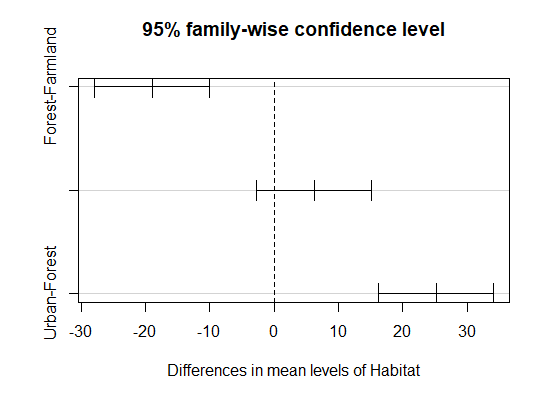 95% family-wise confidence level
Forest-Farmland
Urban-Forest
-30 -20 -10 0 10 20 30
Differences in mean levels of Habitat